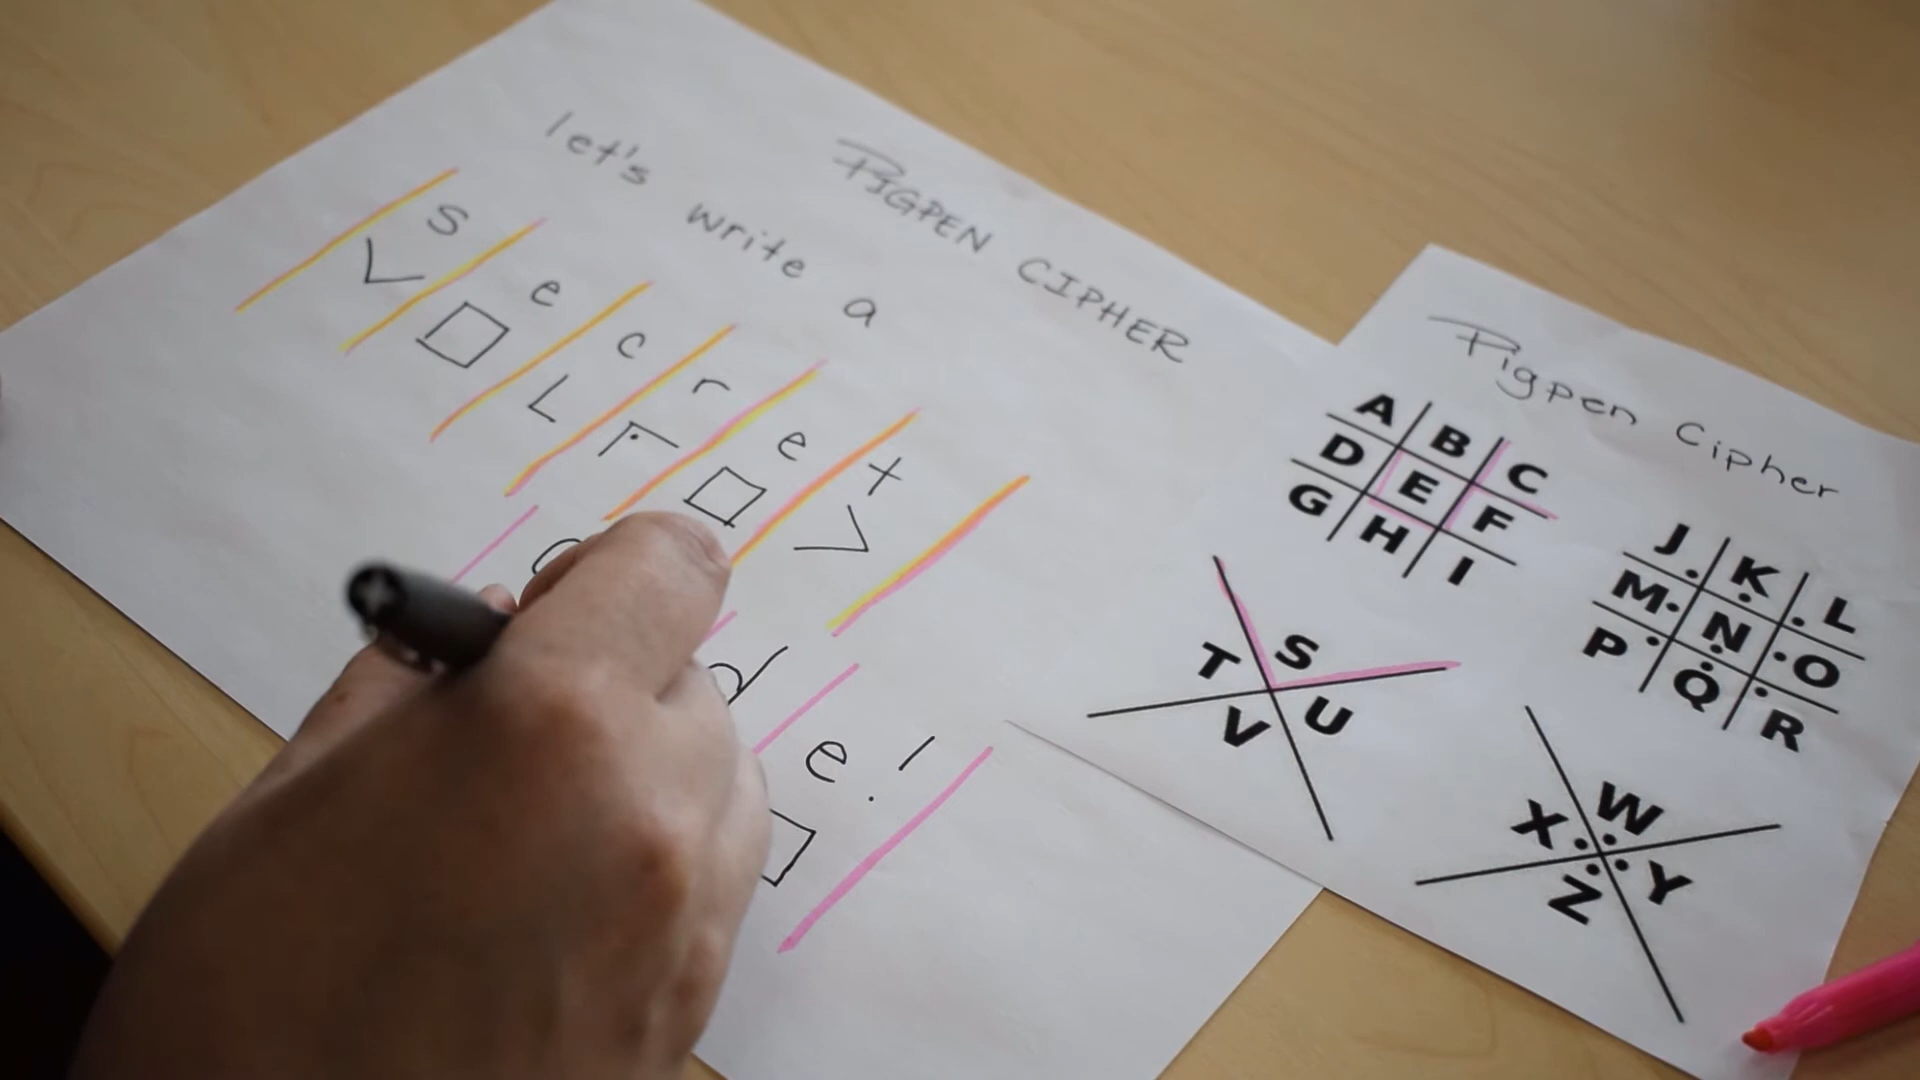 PIGPEN CIPHER
let's write a
s e c r e t
d e !
Pigpen Cipher
A B C
D E F
G H I
J K L
M N O
P Q R
S
T U
V
W
X Y
Z